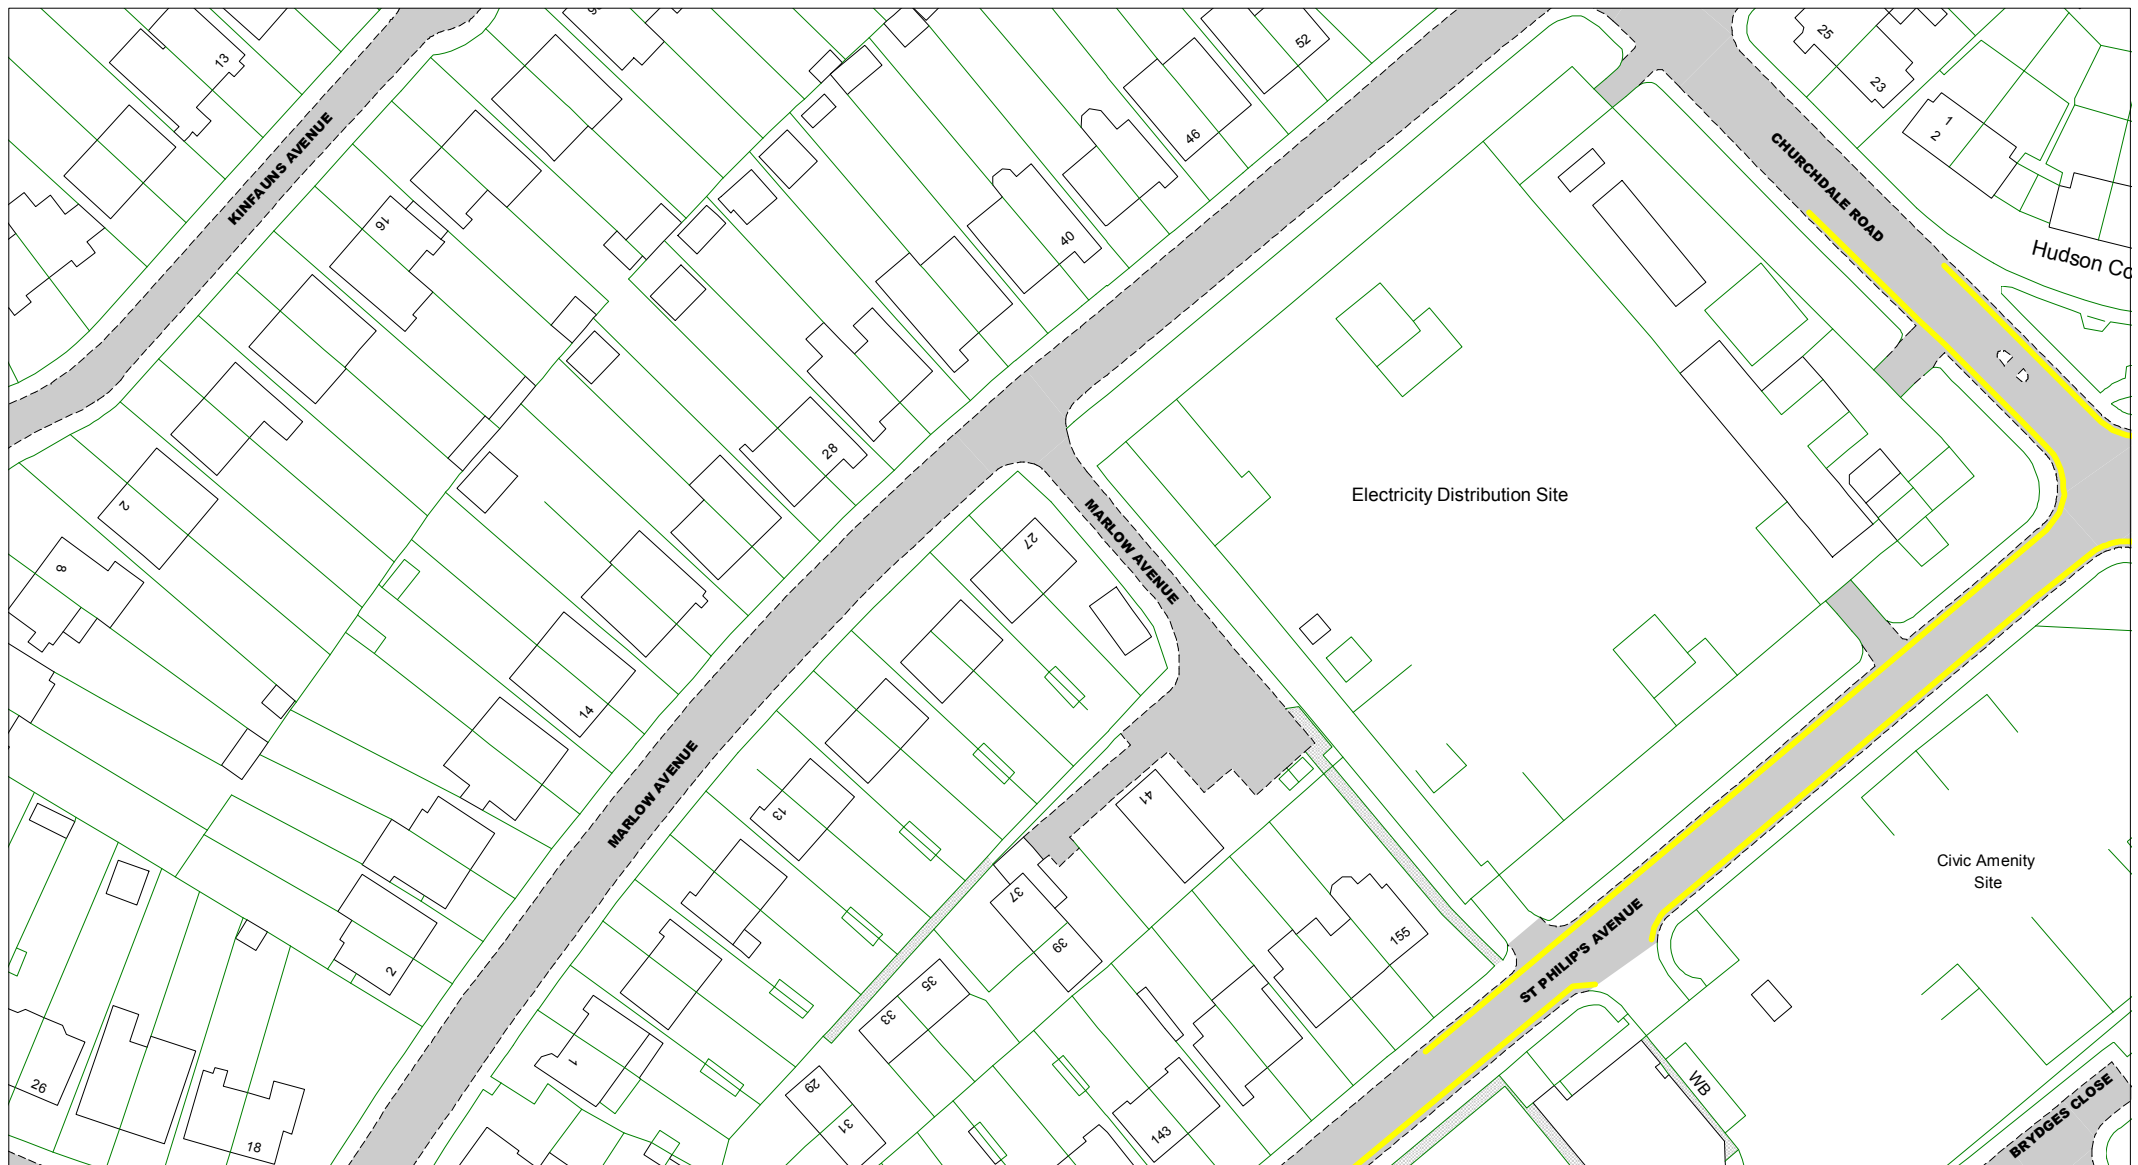 13
KINFAUNS AVENUE
16
52
46
40
25
23
1
2
CHURCHDALE ROAD
Hudson Co
28
2
8
14
27
MARLOW AVENUE
Electricity Distribution Site
MARLOW AVENUE
13
41
37
39
35
33
29
31
155
143
ST PHILIP'S AVENUE
Civic Amenity
Site
WB
BRYDGES CLOSE
2
1
26
18